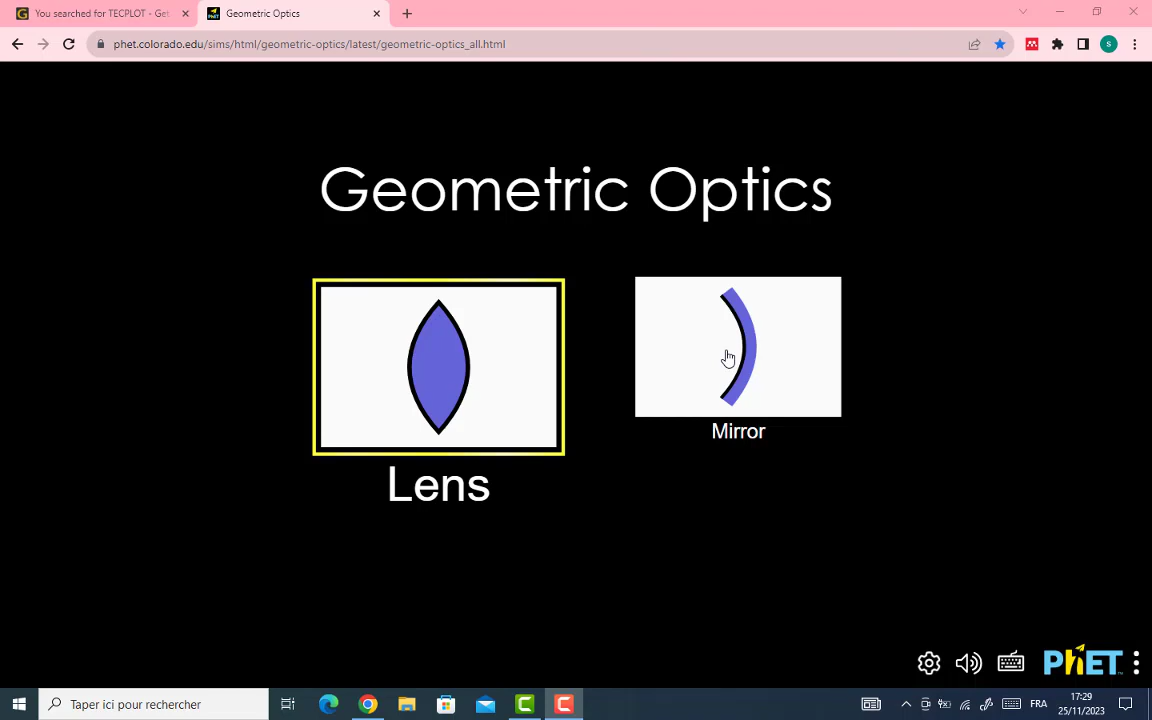 You searched for TECPLOT - Get
Geometric Optics
phet.colorado.edu/sims/html/geometric-optics/latest/geometric-optics_all.html
S
Geometric Optics
Lens
Mirror
PhET
Taper ici pour rechercher
FRA
17:29
25/11/2023